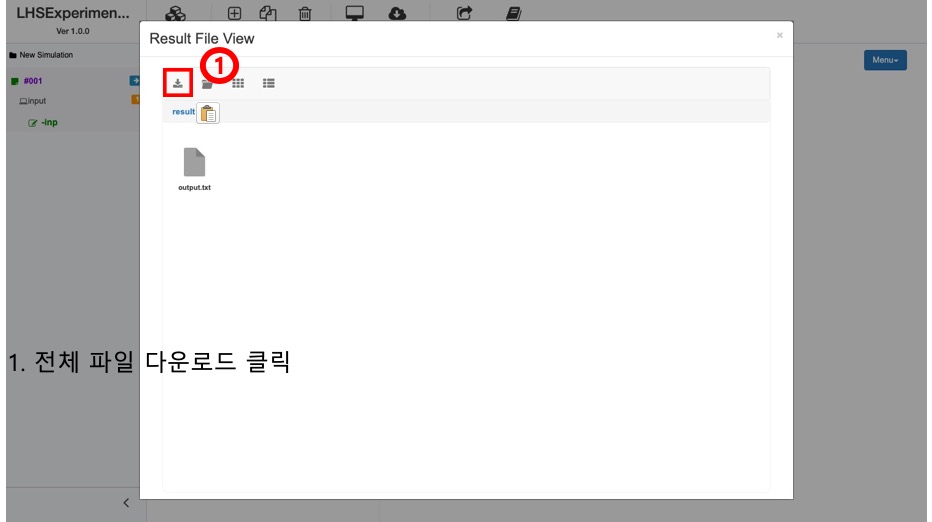 LHSExperimen...
Ver 1.0.0
Result File View
×
New Simulation
Menu
1
#001
input
result
-inp
output.txt
1. 전체 파일 다운로드 클릭